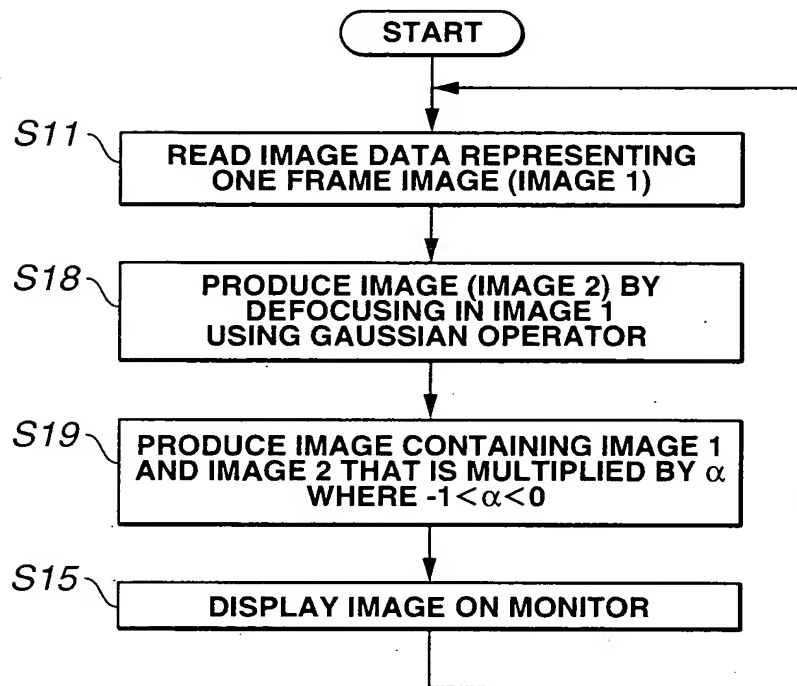 START
S11
READ IMAGE DATA REPRESENTING
ONE FRAME IMAGE (IMAGE 1)
S18
PRODUCE IMAGE (IMAGE 2) BY
DEFOCUSING IN IMAGE 1
USING GAUSSIAN OPERATOR
S19
PRODUCE IMAGE CONTAINING IMAGE 1
AND IMAGE 2 THAT IS MULTIPLIED BY α
WHERE -1<α<0
S15
DISPLAY IMAGE ON MONITOR